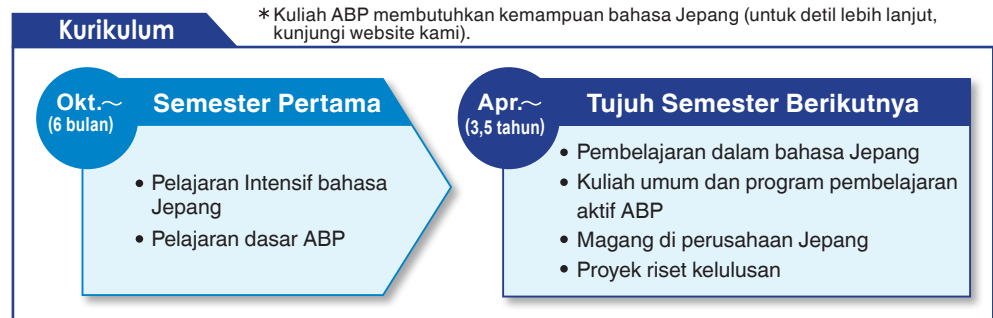 Kurikulum
* Kuliah ABP membutuhkan kemampuan bahasa Jepang (untuk detil lebih lanjut,
kunjungi website kami).
Okt.～
(6 bulan)
Semester Pertama
• Pelajaran Intensif bahasa
Jepang
• Pelajaran dasar ABP
Apr.～
(3,5 tahun)
Tujuh Semester Berikutnya
• Pembelajaran dalam bahasa Jepang
• Kuliah umum dan program pembelajaran
aktif ABP
• Magang di perusahaan Jepang
• Proyek riset kelulusan